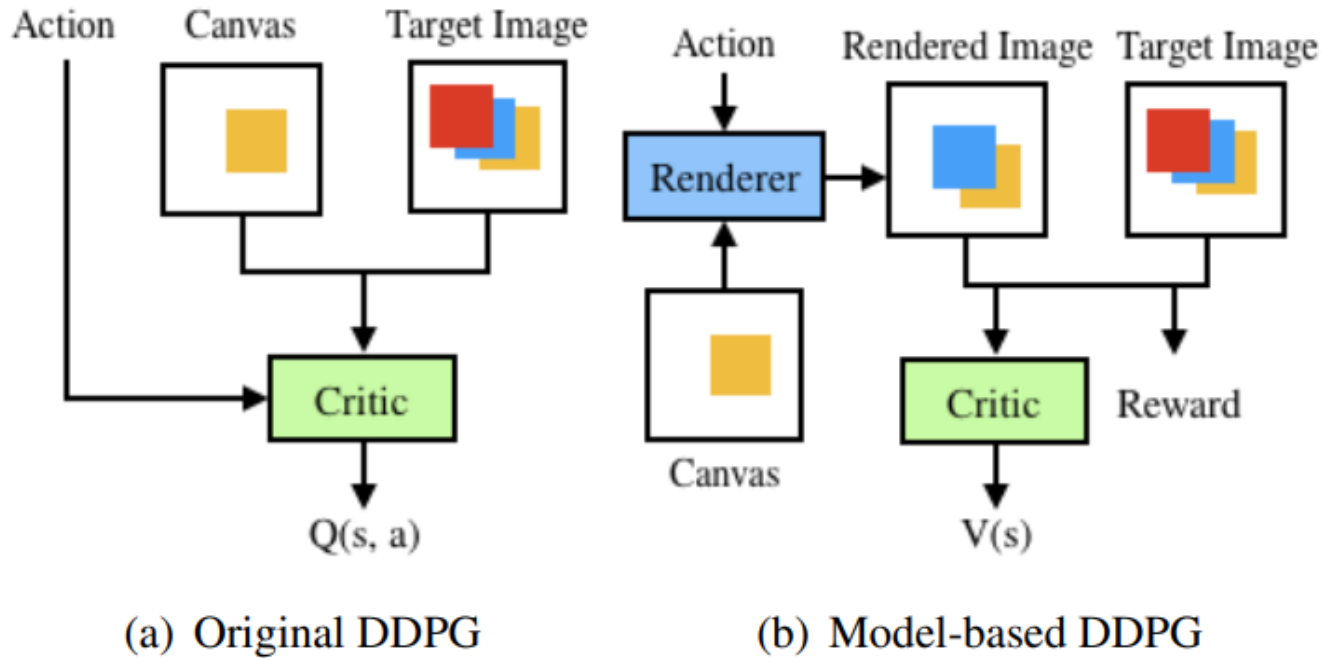 Action
Canvas
Target Image
Critic
Q(s, a)
(a) Original DDPG
Action
Rendered Image
Target Image
Renderer
Canvas
Critic
Reward
V(s)
(b) Model-based DDPG